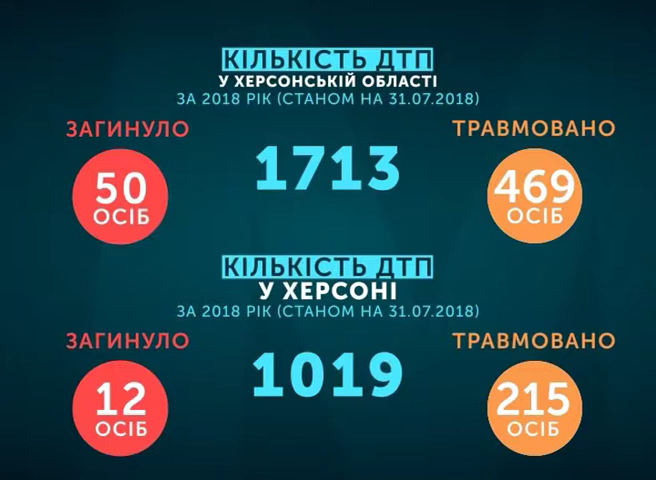 КІЛЬКІСТЬ ДТП
У ХЕРСОНСЬКІЙ ОБЛАСТІ
ЗА 2018 РІК (СТАНОМ НА 31.07.2018)
ЗАГИНУЛО
50
ОСІБ
1713
ТРАВМОВАНО
469
ОСІБ
КІЛЬКІСТЬ ДТП
У ХЕРСОНІ
ЗА 2018 РІК (СТАНОМ НА 31.07.2018)
ЗАГИНУЛО
12
ОСІБ
1019
ТРАВМОВАНО
215
ОСІБ